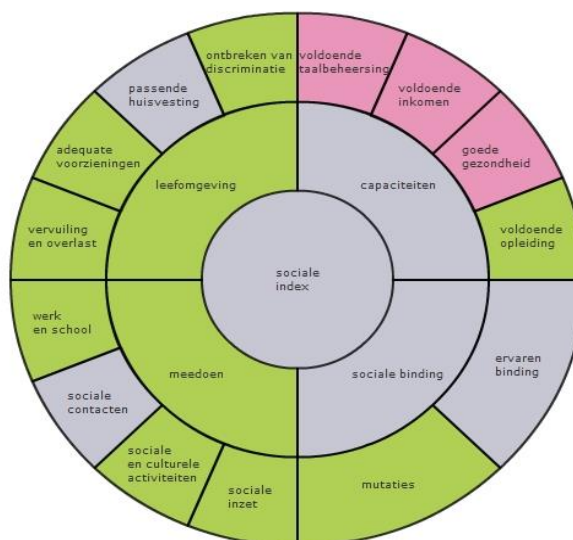 ontbreken van
discriminatie
voldoende
taalbeheersing
voldoende
inkomen
goede
gezondheid
voldoende
opleiding
passende
huisvesting
adequate
voorzieningen
vervuiling
en overlast
leefomgeving
capaciteiten
sociale
index
meedoen
sociale binding
werk
en school
sociale
contacten
sociale
en culturele
activiteiten
sociale
inzet
mutaties
ervaren
binding